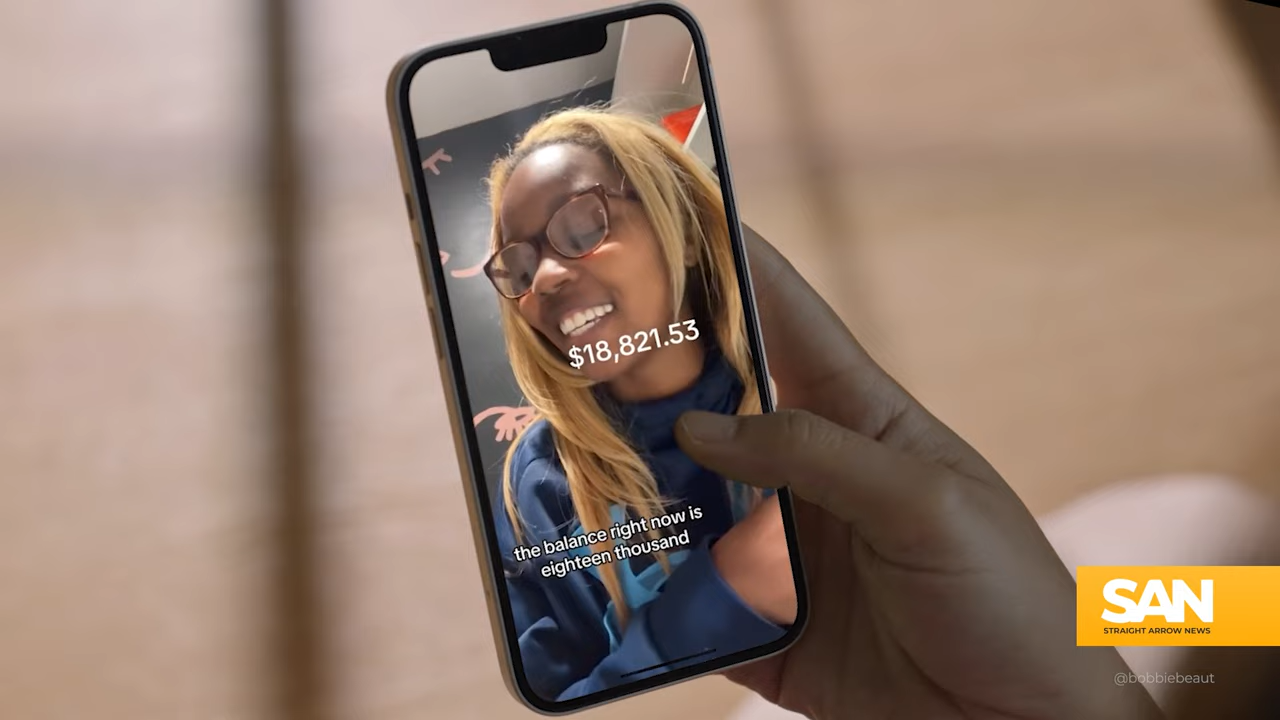 $18,821.53
the balance right now is
eighteen thousand
SAN
STRAIGHT ARROW NEWS
@bobbiebeaut